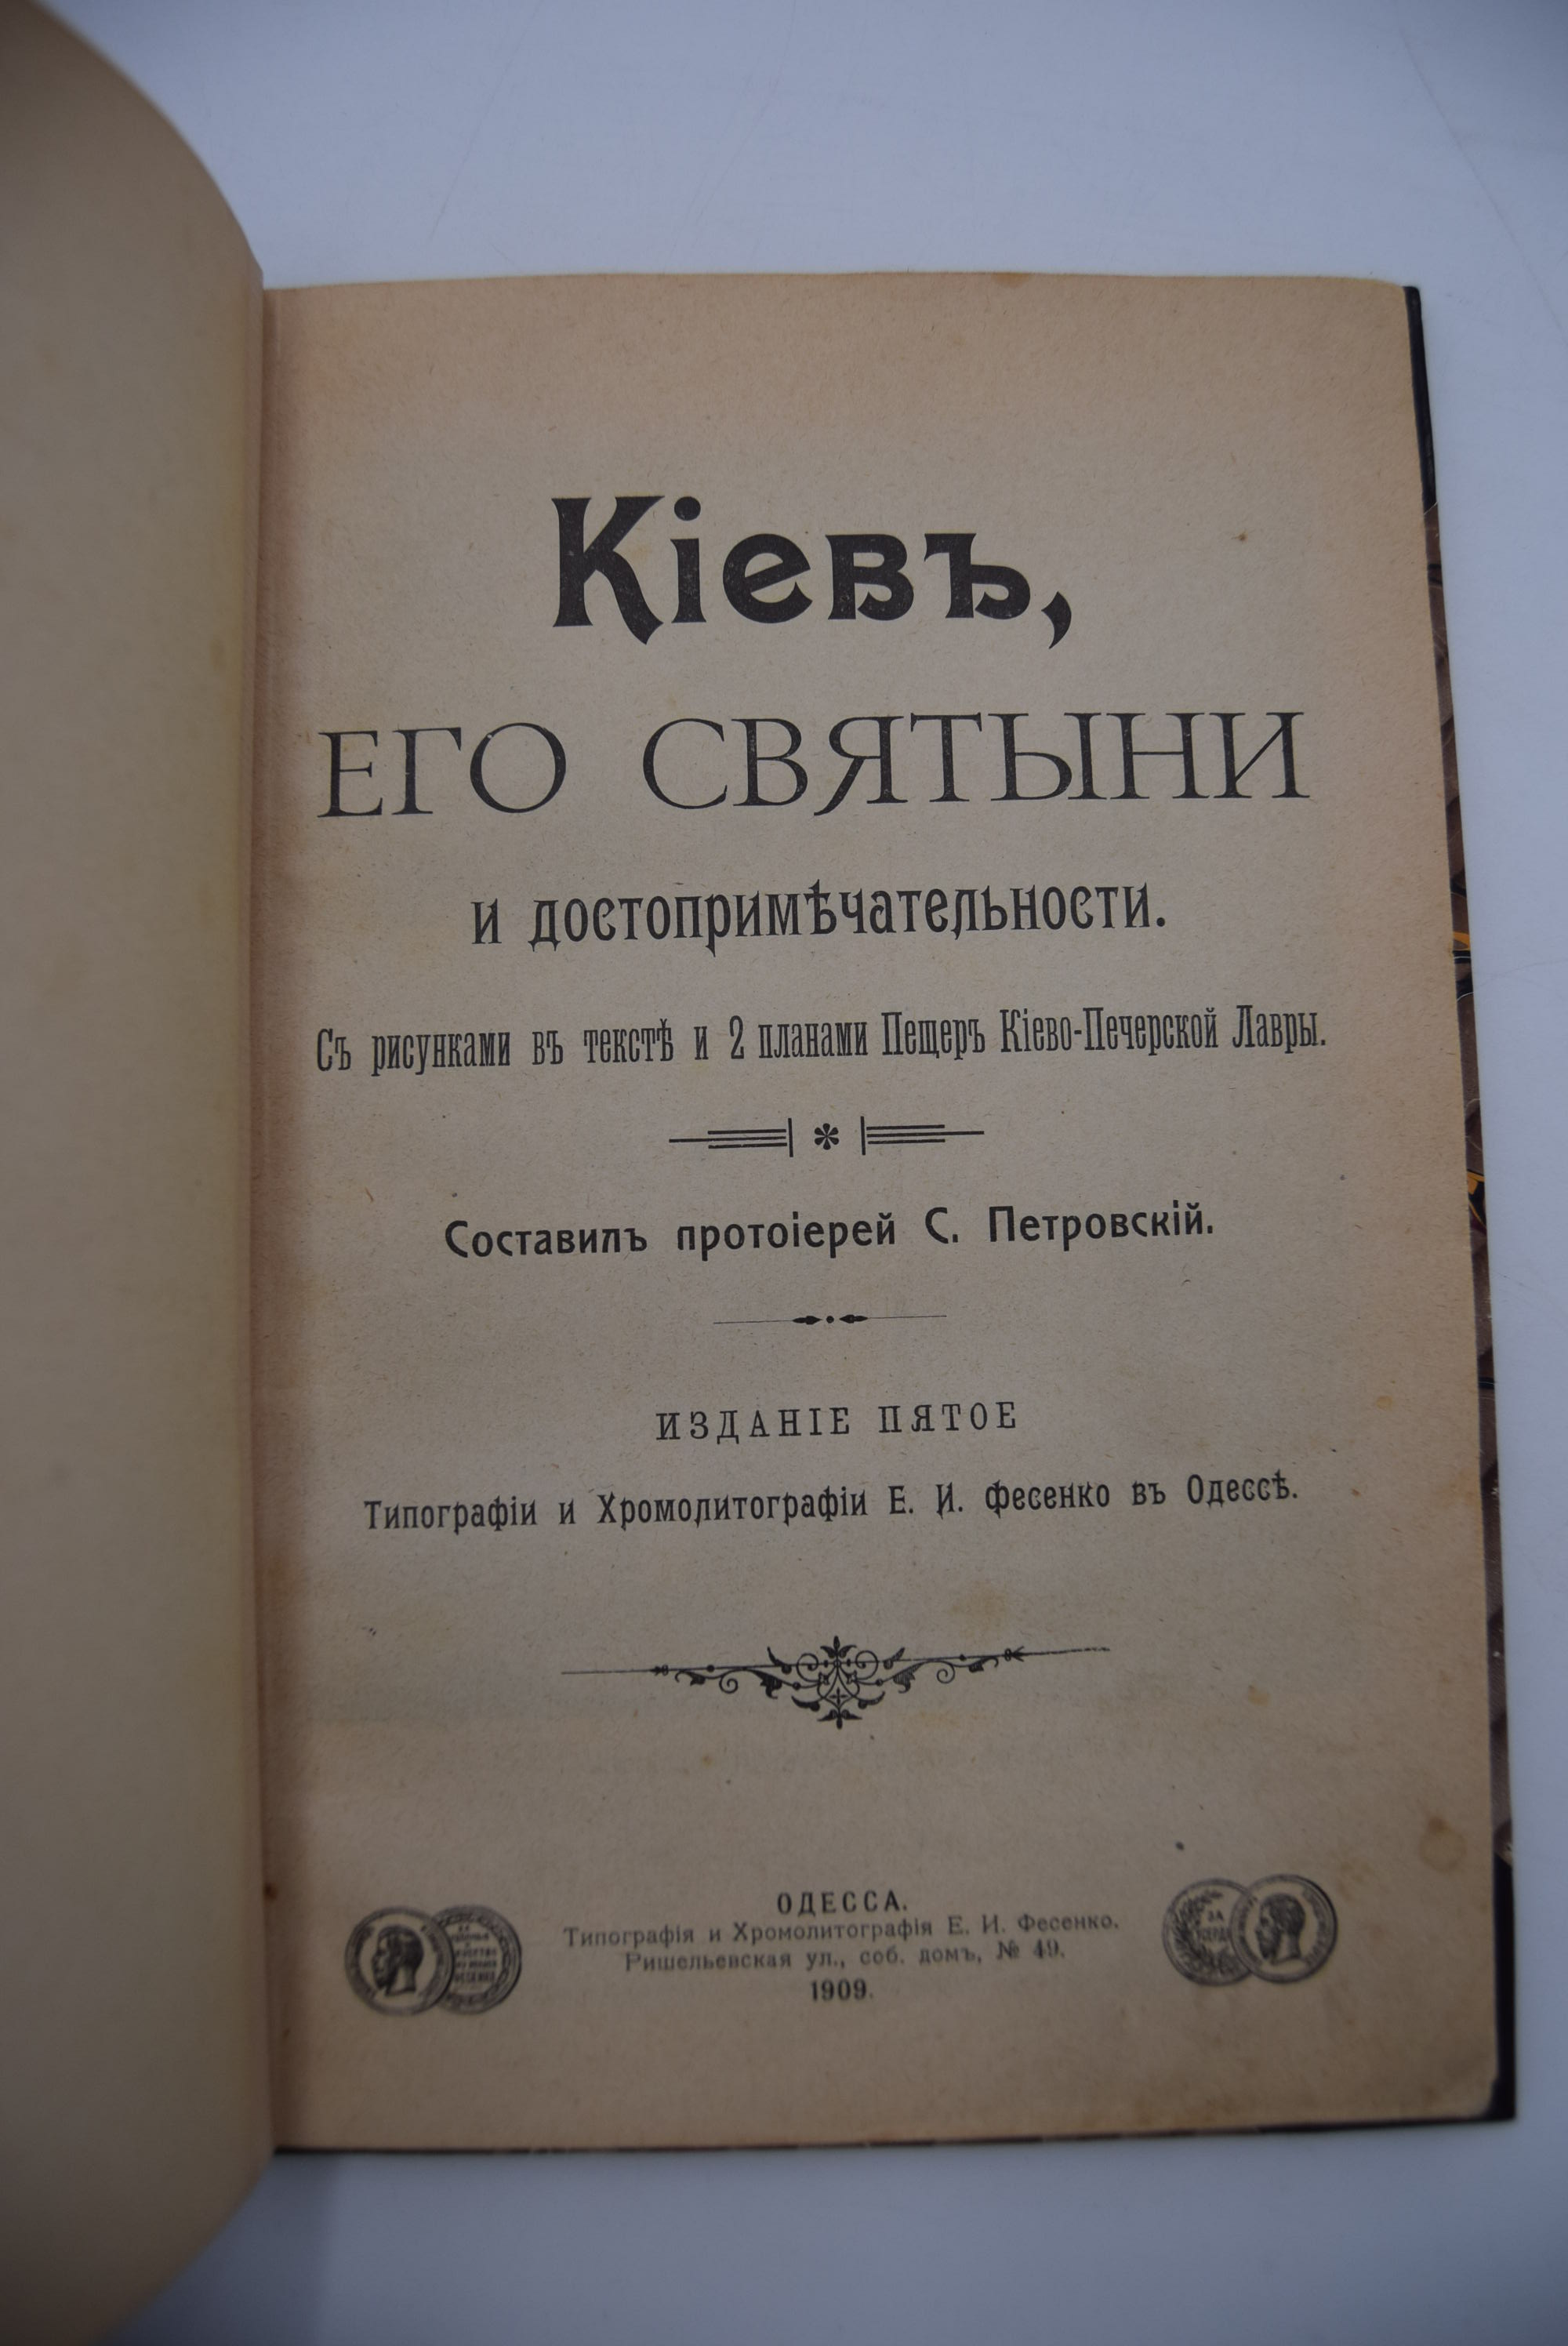 Кіевъ,
ЕГО СВЯТЫНИ
и достопримѣчательности.
Съ рисунками въ текстѣ и 2 планами Пещеръ Кіево-Печерской Лавры.
Составилъ протоіерей С. Петровскій.
ИЗДАНІЕ ПЯТОЕ
Типографіи и Хромолитографіи Е. И. Фесенко въ Одессѣ.
ОДЕССА.
Типографія и Хромолитографія Е. И. Фесенко.
Ришельевская ул., соб. домъ, № 49.
1909.